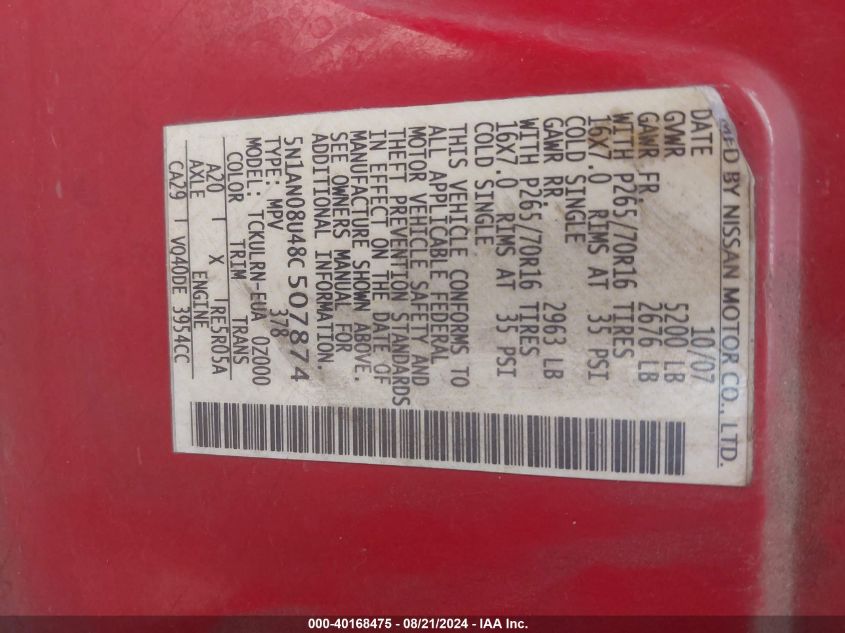 MFD BY NISSAN MOTOR CO., LTD.
DATE 10/07
GVWR 5200 LB
GAWR FR. 2676 LB
WITH P265/70R16 TIRES
16X7.0 RIMS AT 35 PSI
COLD SINGLE
GAWR RR. 2963 LB
WITH P265/70R16 TIRES
16X7.0 RIMS AT 35 PSI
COLD SINGLE
THIS VEHICLE CONFORMS TO
ALL APPLICABLE FEDERAL
MOTOR VEHICLE SAFETY AND
THEFT PREVENTION STANDARDS
IN EFFECT ON THE DATE OF
MANUFACTURE SHOWN ABOVE.
SEE OWNERS MANUAL FOR
ADDITIONAL INFORMATION
5N1AN08U48C507874
TYPE: MPV 378
MODEL: TCKULRN-EUA OZ000
COLOR TRIM TRANS
A20 X RE5R05A
AXLE ENGINE
CA29 VQ40DE 3954CC
000-40168475 - 08/21/2024 - IAA Inc.